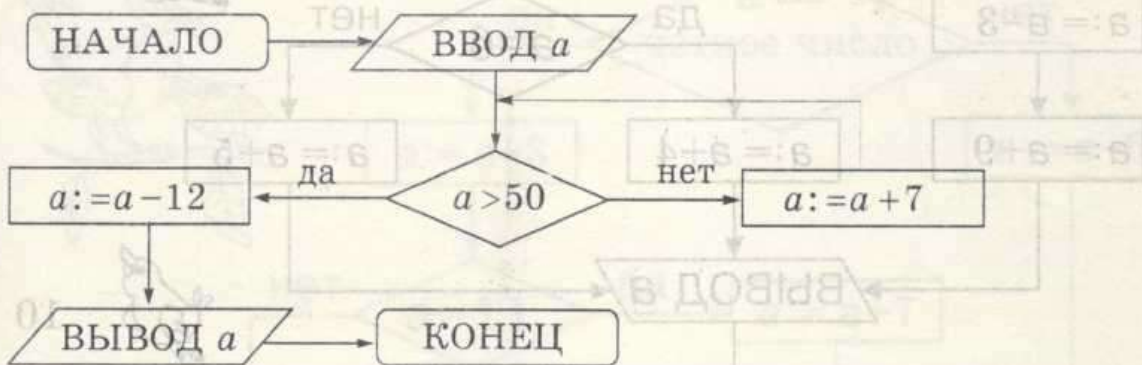 НАЧАЛО
ВВОД a
да
a>50
нет
a:=a-12
a:=a+7
ВЫВОД a
КОНЕЦ